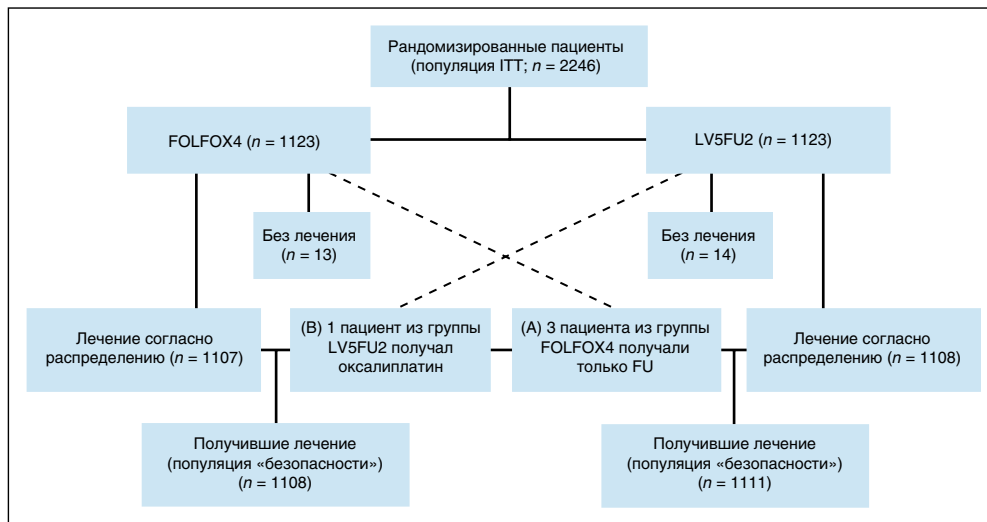 Рандомизированные пациенты
(популяция ITT; n = 2246)
FOLFOX4 (n = 1123)
LV5FU2 (n = 1123)
Без лечения
(n = 13)
Без лечения
(n = 14)
Лечение согласно
распределению (n = 1107)
(B) 1 пациент из группы
LV5FU2 получал
оксалиплатин
(A) 3 пациента из группы
FOLFOX4 получали
только FU
Лечение согласно
распределению (n = 1108)
Получившие лечение
(популяция «безопасности»)
(n = 1108)
Получившие лечение
(популяция «безопасности»)
(n = 1111)